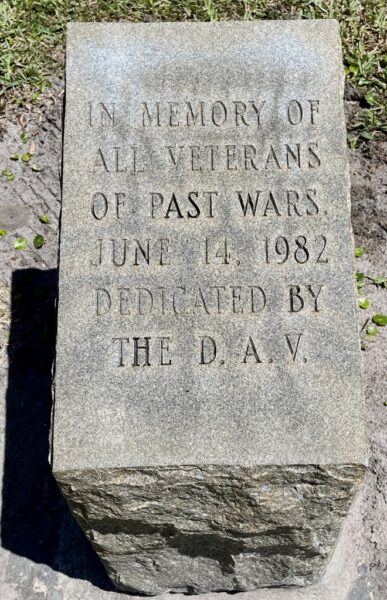 IN MEMORY OF
ALL VETERANS
OF PAST WARS.
JUNE 14, 1982
DEDICATED BY
THE D. A. V.